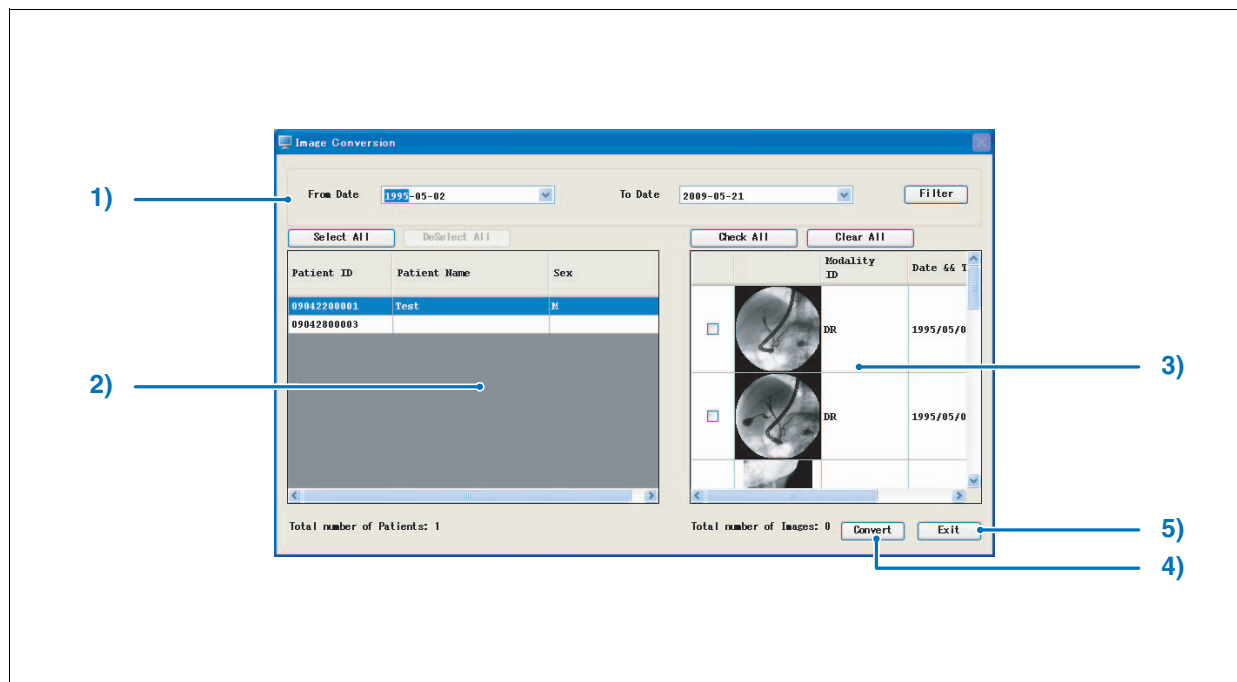 Image Conversion
1)
From Date 1995-05-02 To Date 2009-05-21 Filter
Select All DeSelect All Check All Clear All
Patient ID Patient Name Sex
Modality
ID Date && T
09042200001 Test M
09042800003
DR 1995/05/0
3)
2)
DR 1995/05/0
Total number of Patients: 1 Total number of Images: 0 Convert Exit
5)
4)